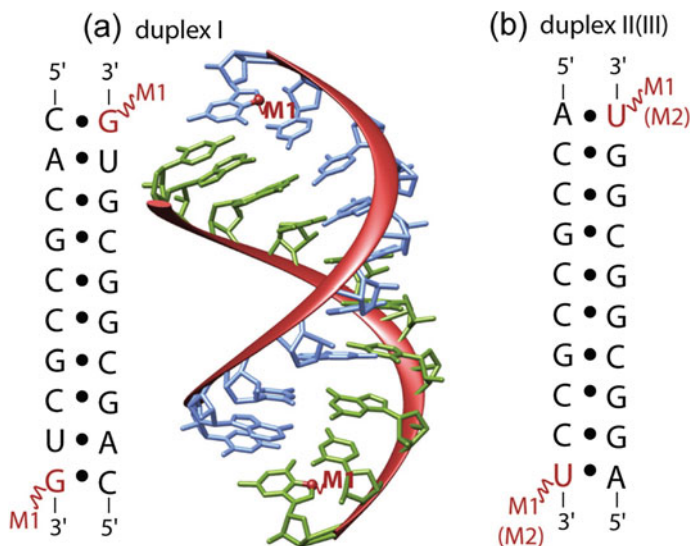 (a) duplex I
5' 3'
C • G M1
A • U
C • G
G • C
C • G
C • G
G • C
C • G
U • A
M1 G • C
3' 5'
M1
M1
(b) duplex II(III)
5' 3'
A • U M1
(M2)
C • G
C • G
G • C
C • G
C • G
G • C
C • G
C • G
U • A
M1
(M2)
3' 5'